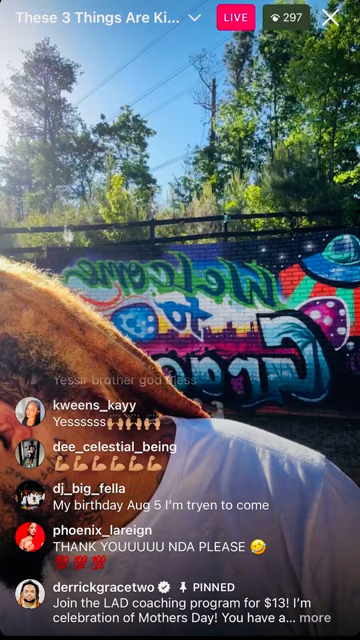 These 3 Things Are Ki...
LIVE
297
Welcome
to
Grace
Yessir brother god bless
kweens_kayy
Yesssssss🙌🏽🙌🏽🙌🏽🙌🏽
dee_celestial_being
💪🏽💪🏽💪🏽💪🏽💪🏽💪🏽
dj_big_fella
My birthday Aug 5 I'm tryen to come
phoenix_lareign
THANK YOUUUUU NDA PLEASE 🤣
💯💯💯
derrickgracetwo PINNED
Join the LAD coaching program for $13! I'm
celebration of Mothers Day! You have a... more